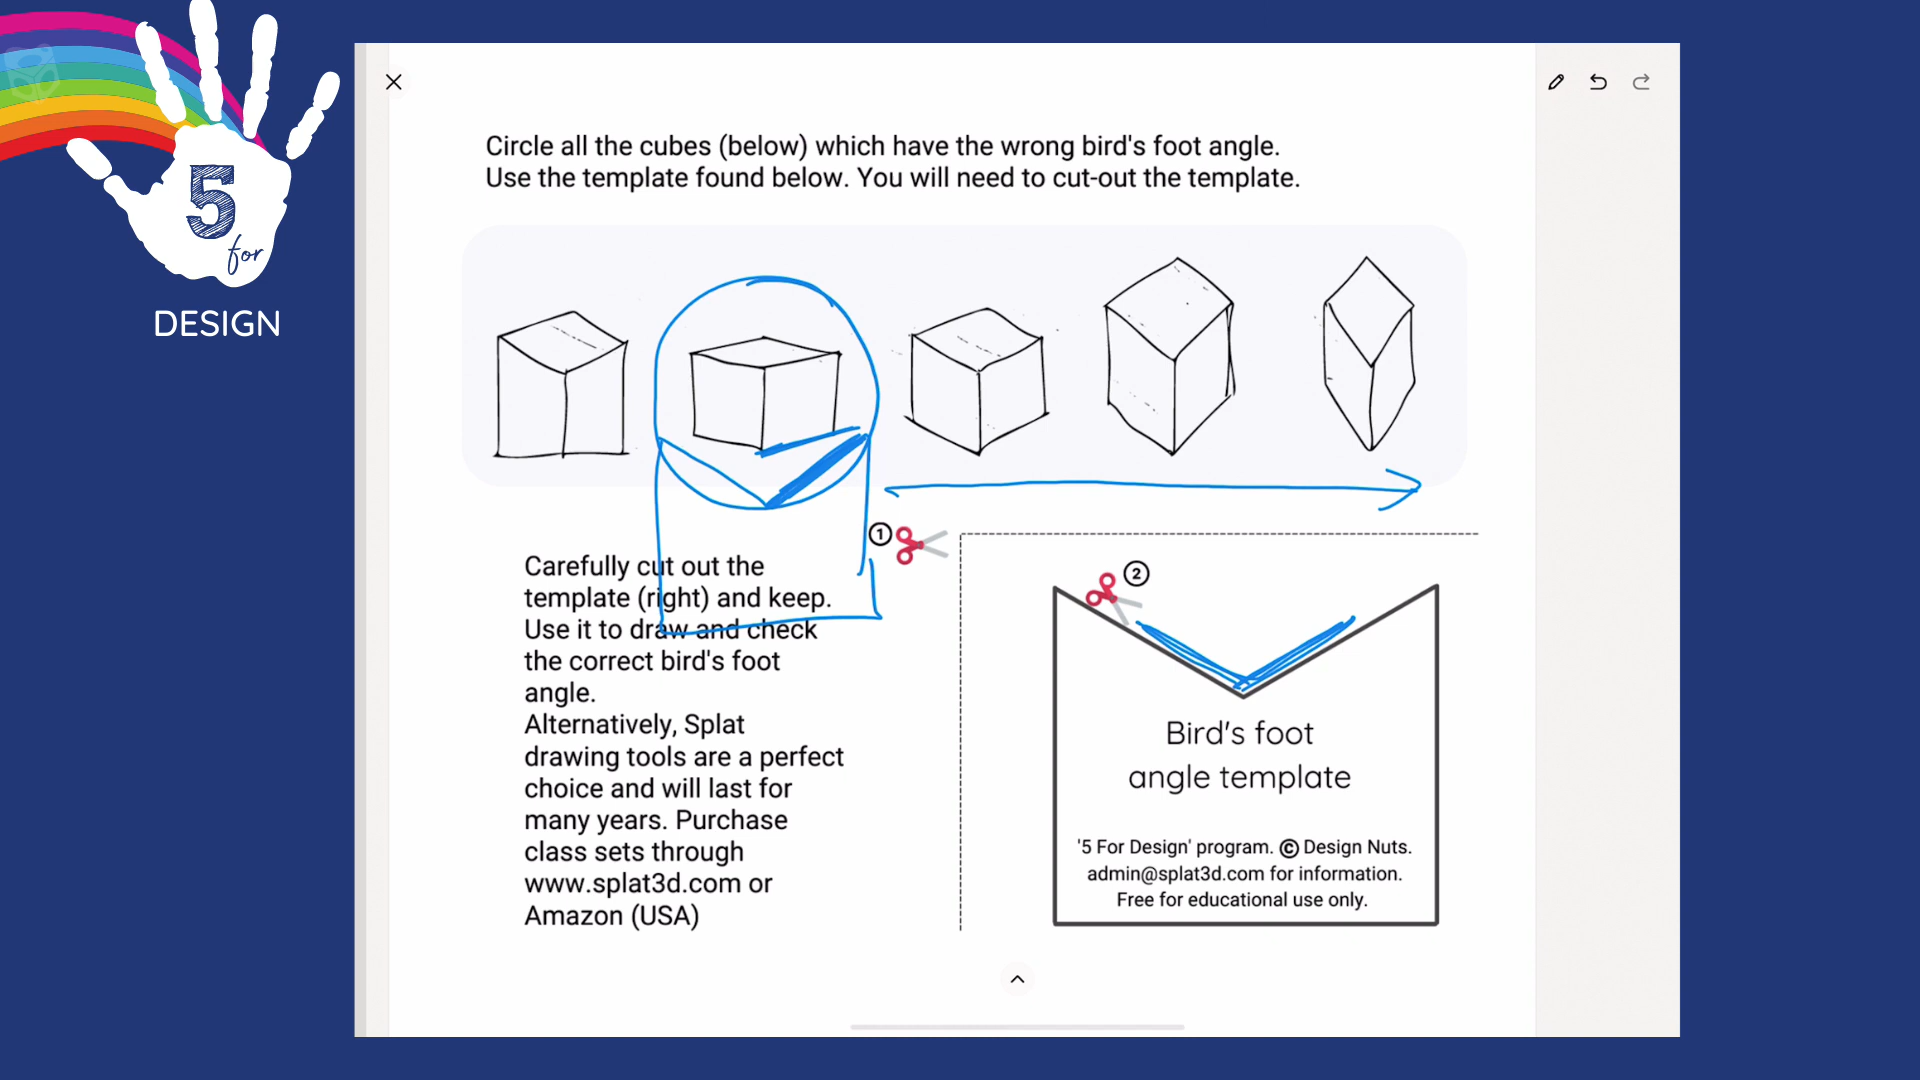 5
for
DESIGN
Circle all the cubes (below) which have the wrong bird's foot angle.
Use the template found below. You will need to cut-out the template.
1
2
Carefully cut out the
template (right) and keep.
Use it to draw and check
the correct bird's foot
angle.
Alternatively, Splat
drawing tools are a perfect
choice and will last for
many years. Purchase
class sets through
www.splat3d.com or
Amazon (USA)
Bird's foot
angle template
'5 For Design' program. © Design Nuts.
admin@splat3d.com for information.
Free for educational use only.